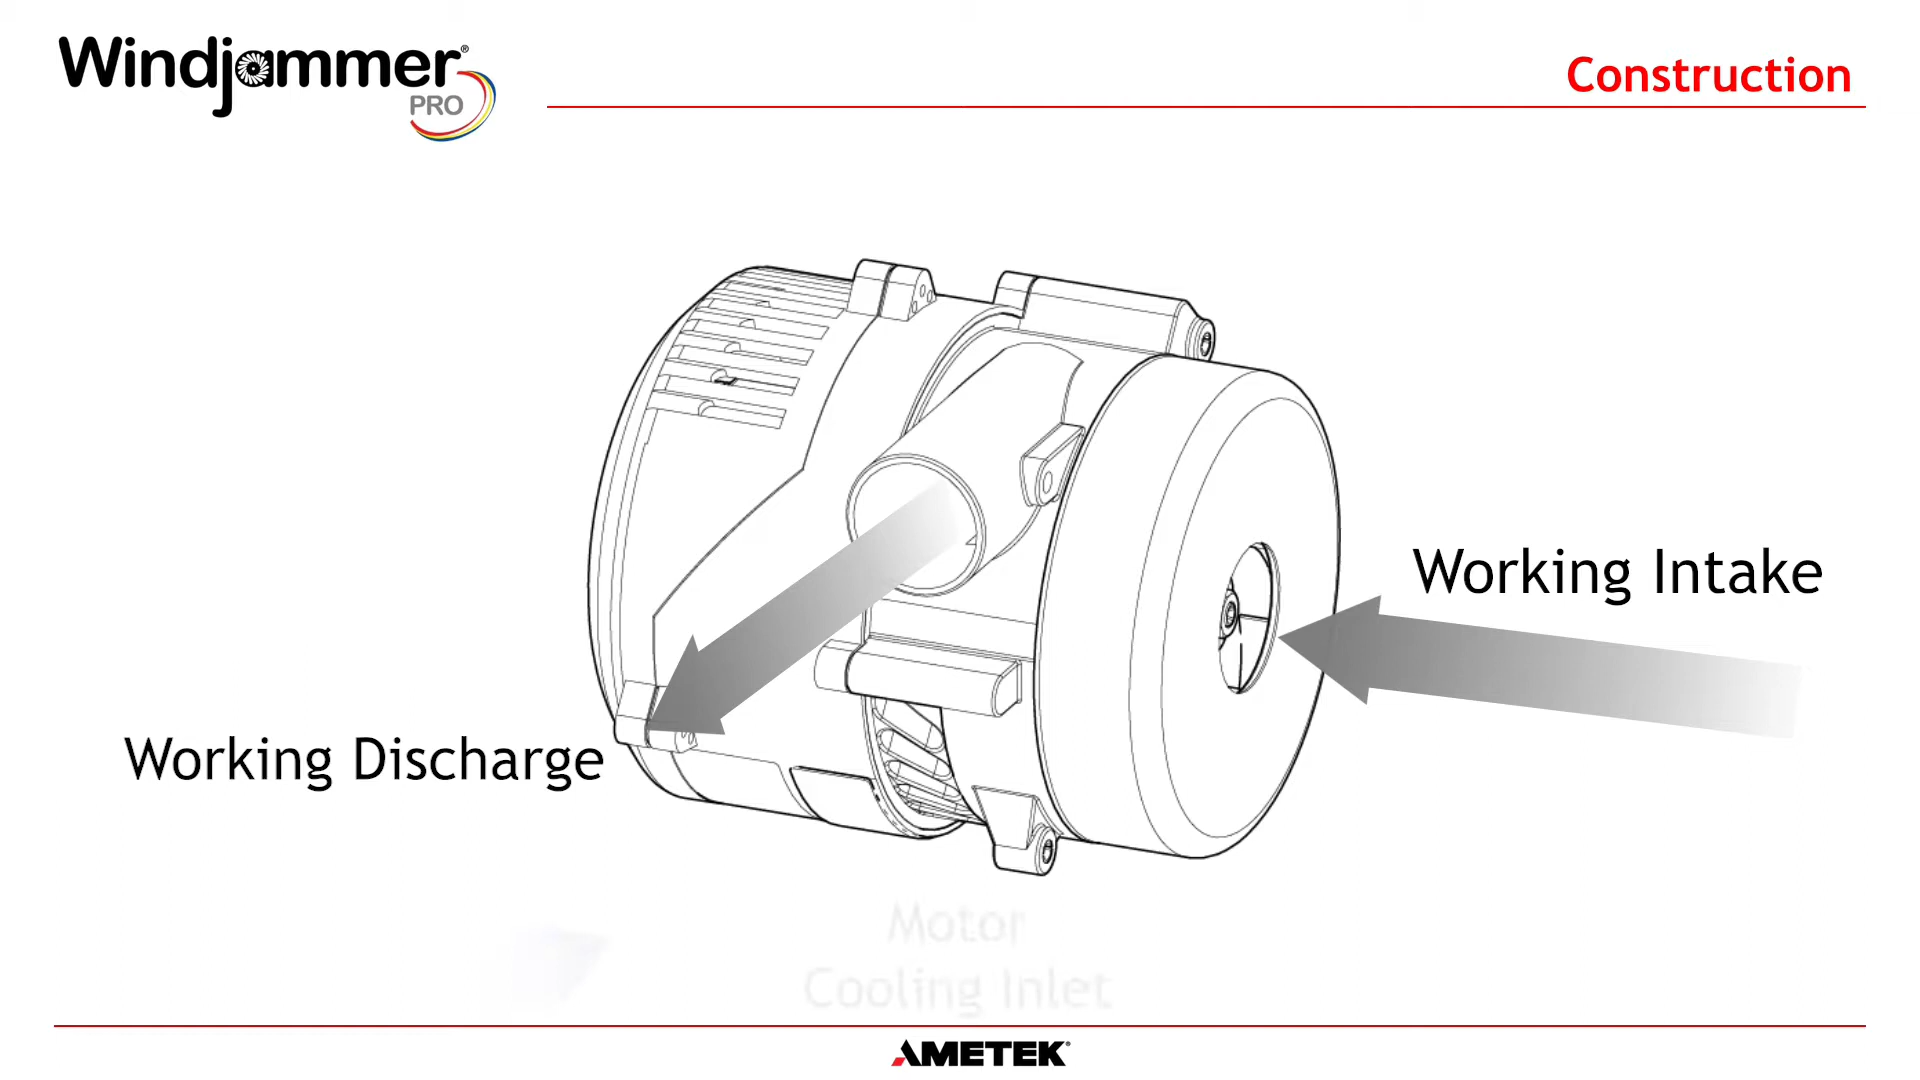 Windjammer®
PRO
Construction
Working Intake
Working Discharge
Motor
Cooling Inlet
AMETEK®